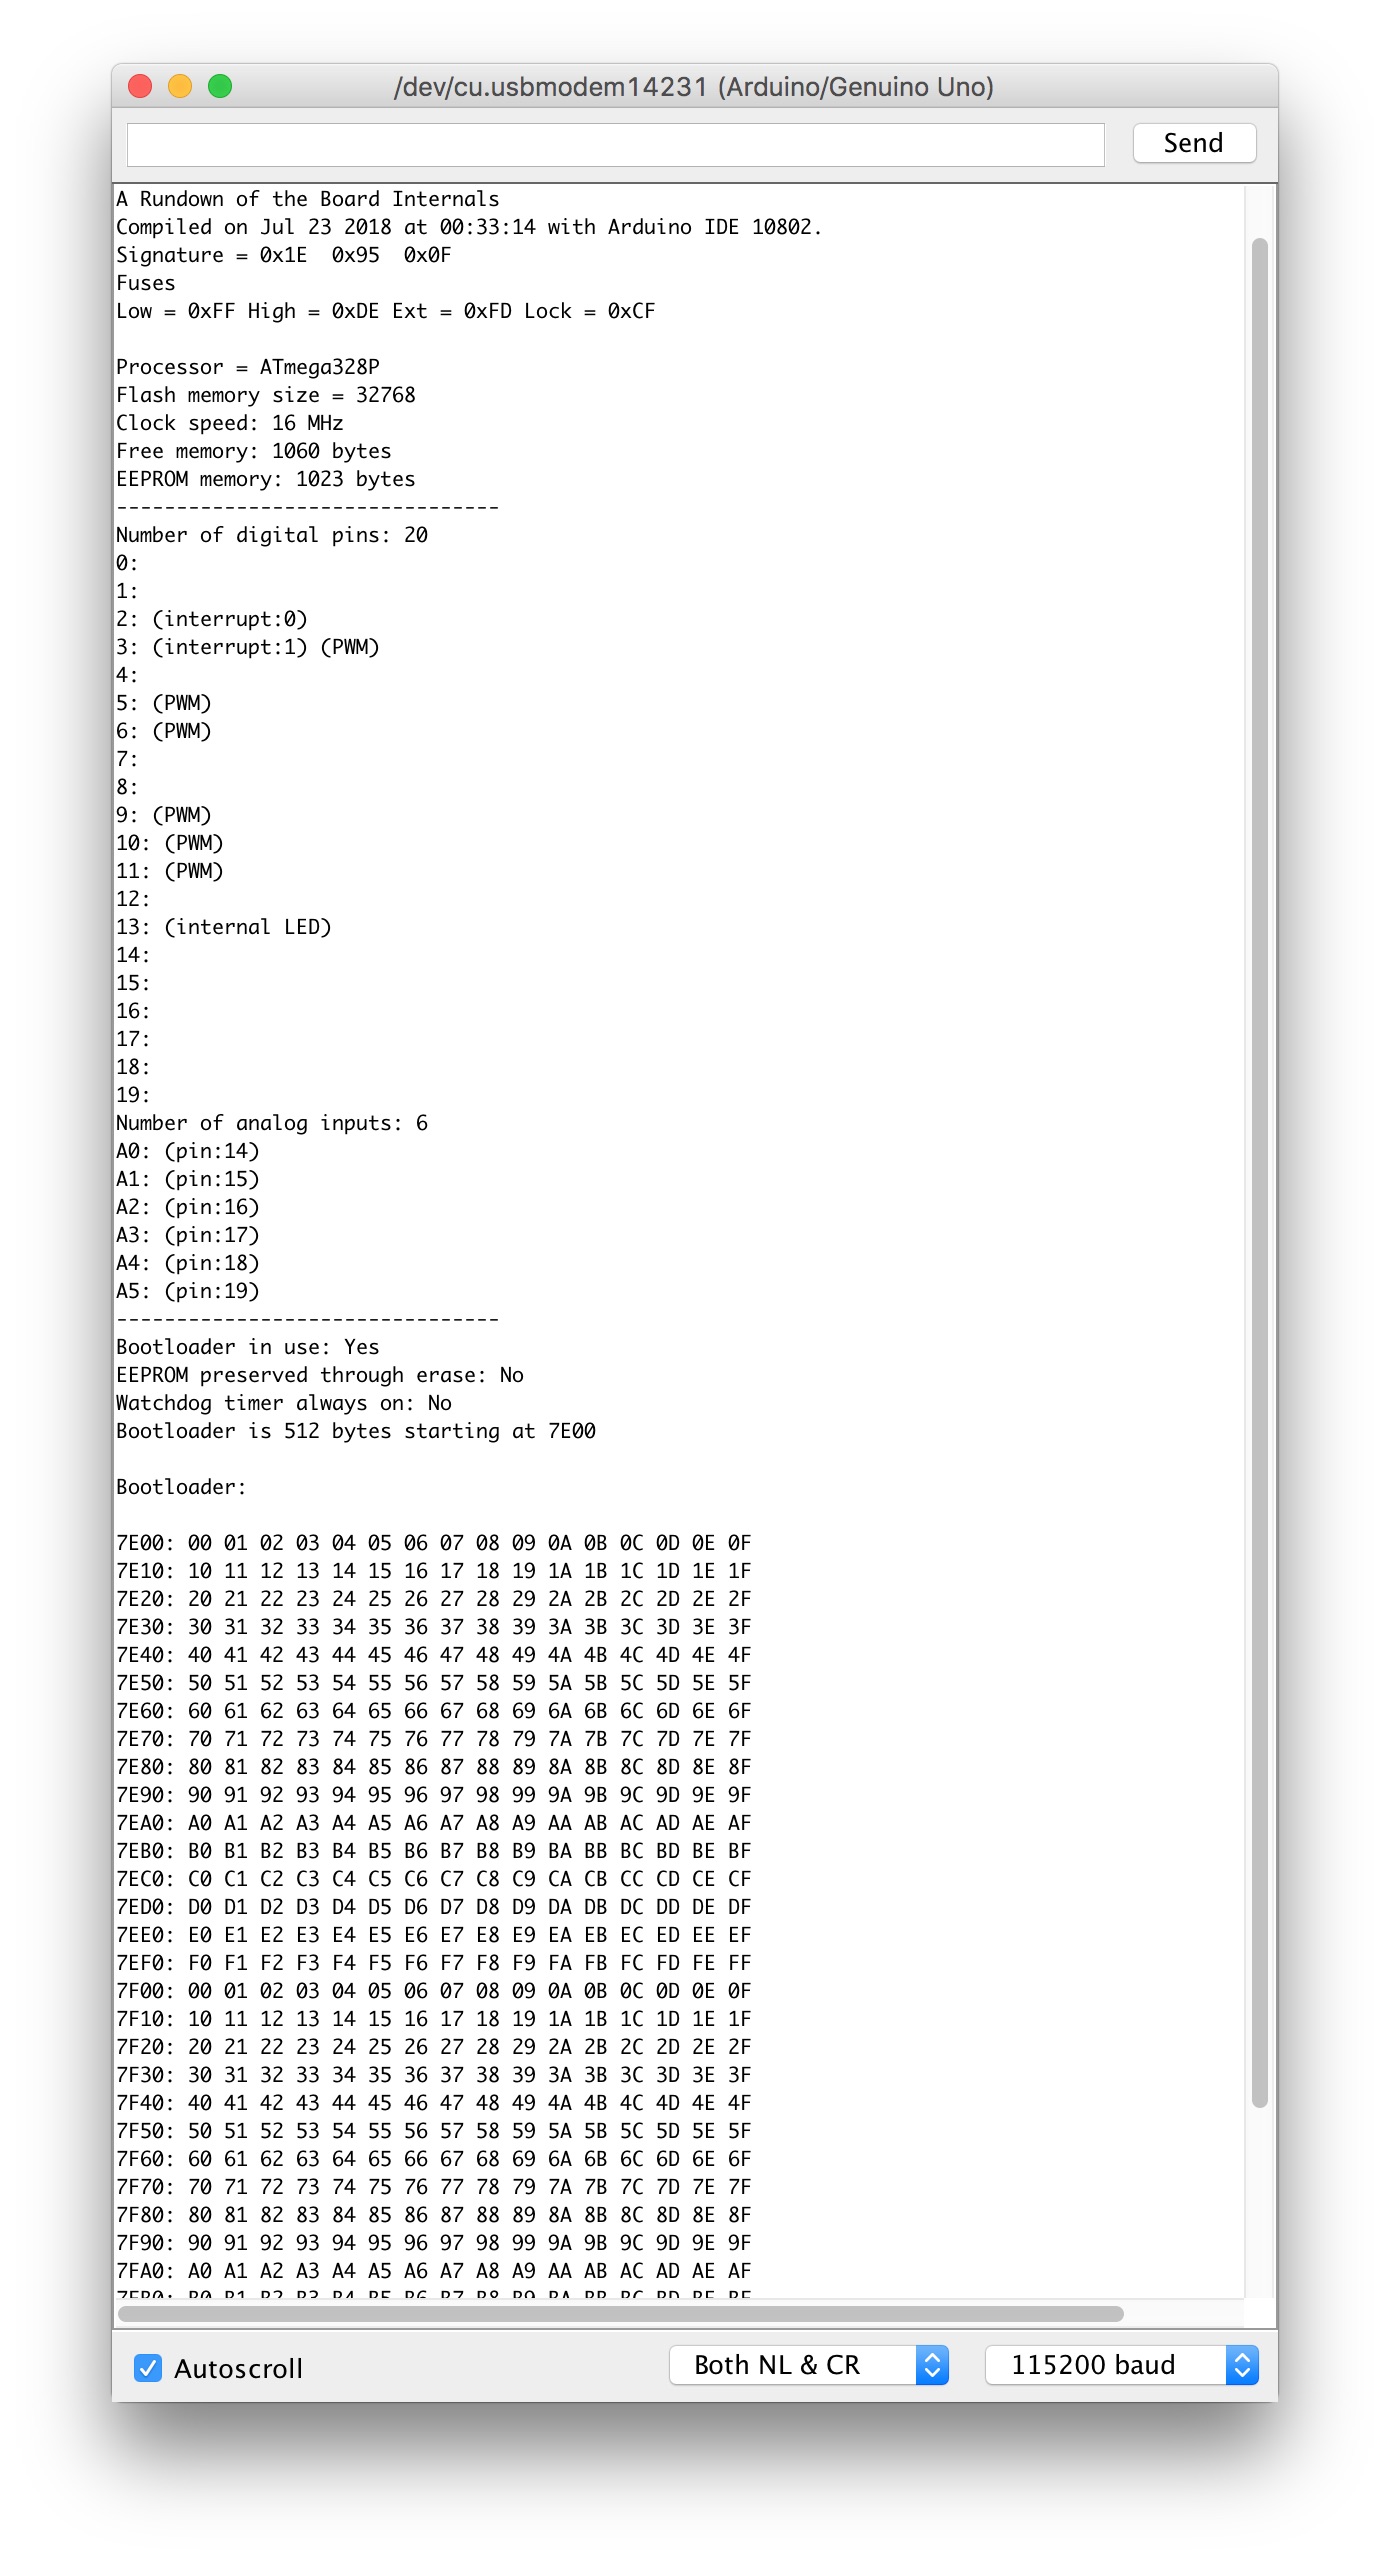 /dev/cu.usbmodem14231 (Arduino/Genuino Uno)
Send
A Rundown of the Board Internals
Compiled on Jul 23 2018 at 00:33:14 with Arduino IDE 10802.
Signature = 0x1E  0x95  0x0F
Fuses
Low = 0xFF High = 0xDE Ext = 0xFD Lock = 0xCF
Processor = ATmega328P
Flash memory size = 32768
Clock speed: 16 MHz
Free memory: 1060 bytes
EEPROM memory: 1023 bytes
--------------------------------
Number of digital pins: 20
0:
1:
2: (interrupt:0)
3: (interrupt:1) (PWM)
4:
5: (PWM)
6: (PWM)
7:
8:
9: (PWM)
10: (PWM)
11: (PWM)
12:
13: (internal LED)
14:
15:
16:
17:
18:
19:
Number of analog inputs: 6
A0: (pin:14)
A1: (pin:15)
A2: (pin:16)
A3: (pin:17)
A4: (pin:18)
A5: (pin:19)
--------------------------------
Bootloader in use: Yes
EEPROM preserved through erase: No
Watchdog timer always on: No
Bootloader is 512 bytes starting at 7E00
Bootloader:
7E00: 00 01 02 03 04 05 06 07 08 09 0A 0B 0C 0D 0E 0F
7E10: 10 11 12 13 14 15 16 17 18 19 1A 1B 1C 1D 1E 1F
7E20: 20 21 22 23 24 25 26 27 28 29 2A 2B 2C 2D 2E 2F
7E30: 30 31 32 33 34 35 36 37 38 39 3A 3B 3C 3D 3E 3F
7E40: 40 41 42 43 44 45 46 47 48 49 4A 4B 4C 4D 4E 4F
7E50: 50 51 52 53 54 55 56 57 58 59 5A 5B 5C 5D 5E 5F
7E60: 60 61 62 63 64 65 66 67 68 69 6A 6B 6C 6D 6E 6F
7E70: 70 71 72 73 74 75 76 77 78 79 7A 7B 7C 7D 7E 7F
7E80: 80 81 82 83 84 85 86 87 88 89 8A 8B 8C 8D 8E 8F
7E90: 90 91 92 93 94 95 96 97 98 99 9A 9B 9C 9D 9E 9F
7EA0: A0 A1 A2 A3 A4 A5 A6 A7 A8 A9 AA AB AC AD AE AF
7EB0: B0 B1 B2 B3 B4 B5 B6 B7 B8 B9 BA BB BC BD BE BF
7EC0: C0 C1 C2 C3 C4 C5 C6 C7 C8 C9 CA CB CC CD CE CF
7ED0: D0 D1 D2 D3 D4 D5 D6 D7 D8 D9 DA DB DC DD DE DF
7EE0: E0 E1 E2 E3 E4 E5 E6 E7 E8 E9 EA EB EC ED EE EF
7EF0: F0 F1 F2 F3 F4 F5 F6 F7 F8 F9 FA FB FC FD FE FF
7F00: 00 01 02 03 04 05 06 07 08 09 0A 0B 0C 0D 0E 0F
7F10: 10 11 12 13 14 15 16 17 18 19 1A 1B 1C 1D 1E 1F
7F20: 20 21 22 23 24 25 26 27 28 29 2A 2B 2C 2D 2E 2F
7F30: 30 31 32 33 34 35 36 37 38 39 3A 3B 3C 3D 3E 3F
7F40: 40 41 42 43 44 45 46 47 48 49 4A 4B 4C 4D 4E 4F
7F50: 50 51 52 53 54 55 56 57 58 59 5A 5B 5C 5D 5E 5F
7F60: 60 61 62 63 64 65 66 67 68 69 6A 6B 6C 6D 6E 6F
7F70: 70 71 72 73 74 75 76 77 78 79 7A 7B 7C 7D 7E 7F
7F80: 80 81 82 83 84 85 86 87 88 89 8A 8B 8C 8D 8E 8F
7F90: 90 91 92 93 94 95 96 97 98 99 9A 9B 9C 9D 9E 9F
7FA0: A0 A1 A2 A3 A4 A5 A6 A7 A8 A9 AA AB AC AD AE AF
Autoscroll
Both NL & CR
115200 baud